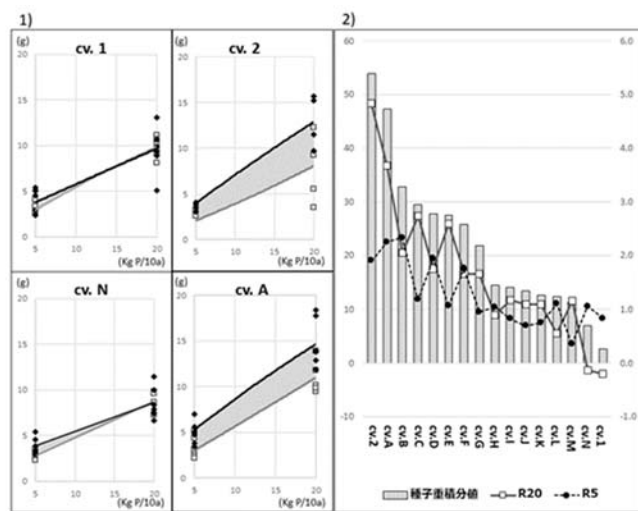 1)
(g)
cv. 1
20
15
10
5
0
5
10
15
20
(Kg P/10a)
(g)
cv. 2
20
15
10
5
0
5
10
15
20
(Kg P/10a)
(g)
cv. N
20
15
10
5
0
5
10
15
20
(Kg P/10a)
(g)
cv. A
20
15
10
5
0
5
10
15
20
(Kg P/10a)
2)
60
50
40
30
20
10
0
-10
6.0
5.0
4.0
3.0
2.0
1.0
0.0
-1.0
cv.2
cv.A
cv.B
cv.C
cv.D
cv.E
cv.F
cv.G
cv.H
cv.I
cv.J
cv.K
cv.L
cv.M
cv.N
cv.1
種子重積分値 R20 R5